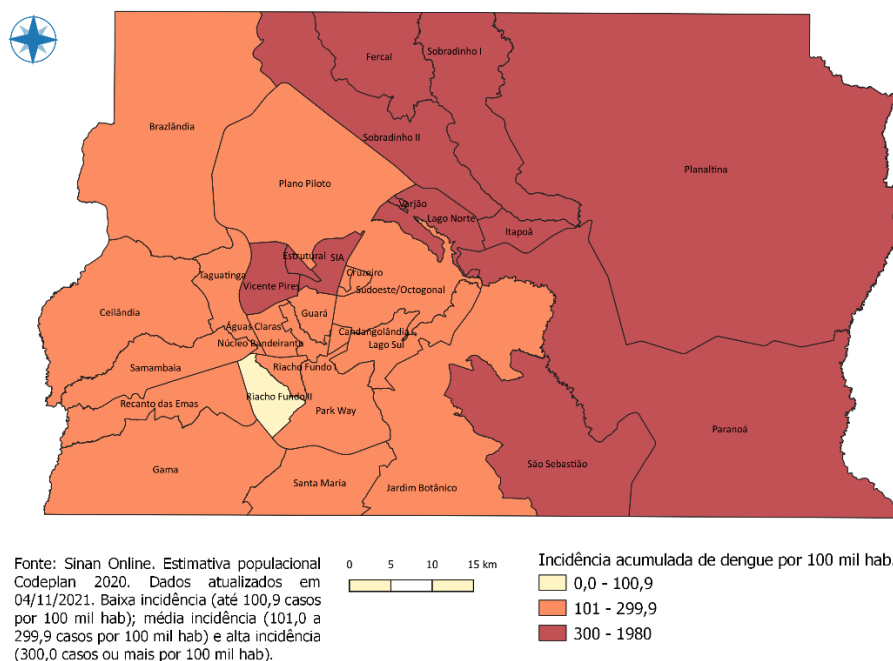 Fercal
Sobradinho I
Brazlândia
Sobradinho II
Planaltina
Plano Piloto
Varjão
Lago Norte
Itapoã
Estrutural
SIA
Cruzeiro
Taguatinga
Vicente Pires
Sudoeste/Octogonal
Ceilândia
Guará
Águas Claras
Candangolândia
Núcleo Bandeirante
Lago Sul
Samambaia
Riacho Fundo I
Recanto das Emas
Riacho Fundo II
Park Way
Paranoá
Gama
São Sebastião
Santa Maria
Jardim Botânico
Fonte: Sinan Online. Estimativa populacional
Codeplan 2020. Dados atualizados em
04/11/2021. Baixa incidência (até 100,9 casos
por 100 mil hab); média incidência (101,0 a
299,9 casos por 100 mil hab) e alta incidência
(300,0 casos ou mais por 100 mil hab).
0 5 10 15 km
Incidência acumulada de dengue por 100 mil hab.
0,0 - 100,9
101 - 299,9
300 - 1980